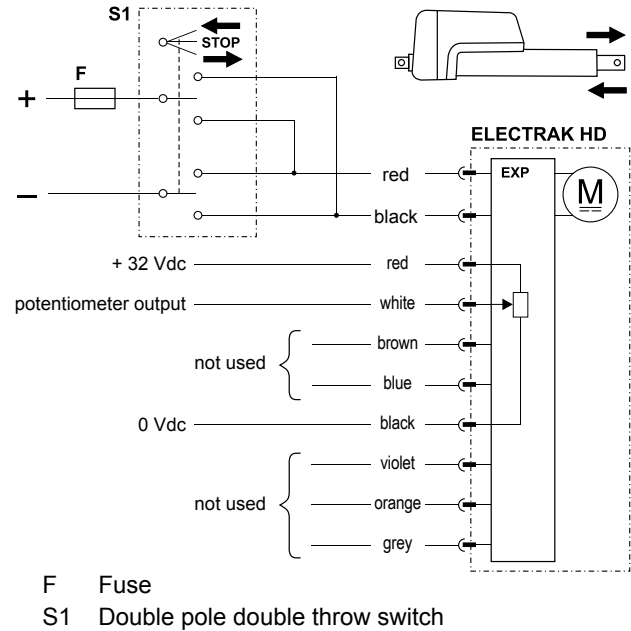 S1
STOP
F
+
–
ELECTRAK HD
EXP
M
red
black
+ 32 Vdc
red
potentiometer output
white
not used
brown
blue
0 Vdc
black
not used
violet
orange
grey
F Fuse
S1 Double pole double throw switch